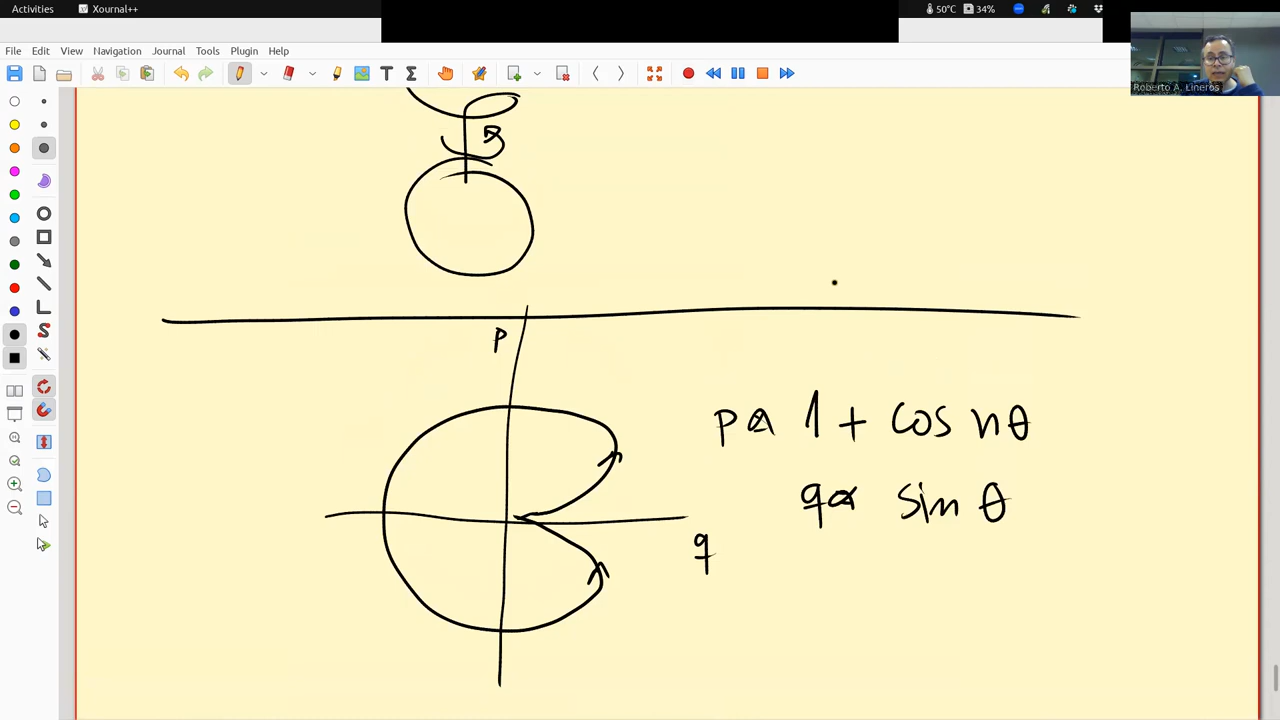 Activities
Xournal++
50°C
34%
File Edit View Navigation Journal Tools Plugin Help
Roberto A. Lineros
p
p∝ 1 + cos nθ
q∝ sin θ
q